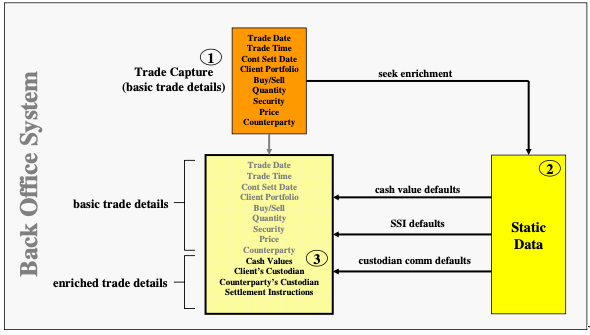 Back Office System
1
Trade Capture
(basic trade details)
Trade Date
Trade Time
Cont Sett Date
Client Portfolio
Buy/Sell
Quantity
Security
Price
Counterparty
seek enrichment
2
Static
Data
cash value defaults
SSI defaults
custodian comm defaults
basic trade details
enriched trade details
Trade Date
Trade Time
Cont Sett Date
Client Portfolio
Buy/Sell
Quantity
Security
Price
Counterparty
Cash Values
Client's Custodian
Counterparty's Custodian
Settlement Instructions
3